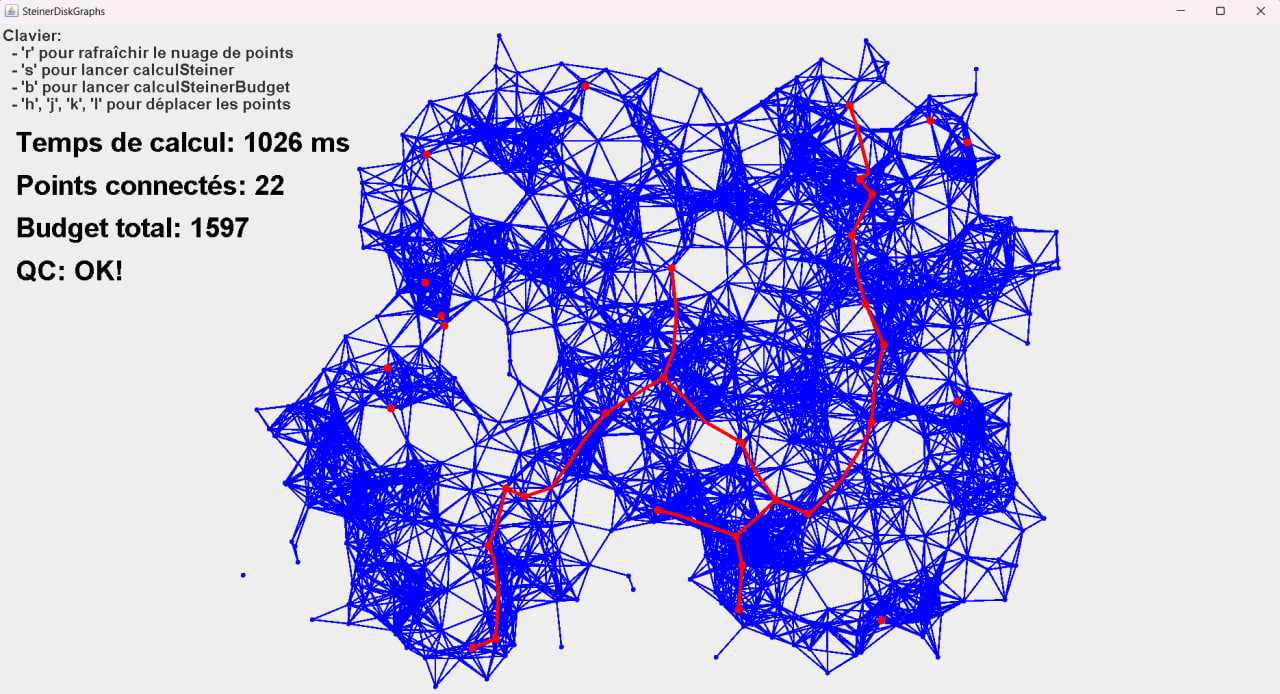 SteinerDiskGraphs
Clavier:
- 'r' pour rafraîchir le nuage de points
- 's' pour lancer calculSteiner
- 'b' pour lancer calculSteinerBudget
- 'h', 'j', 'k', 'l' pour déplacer les points
Temps de calcul: 1026 ms
Points connectés: 22
Budget total: 1597
QC: OK!